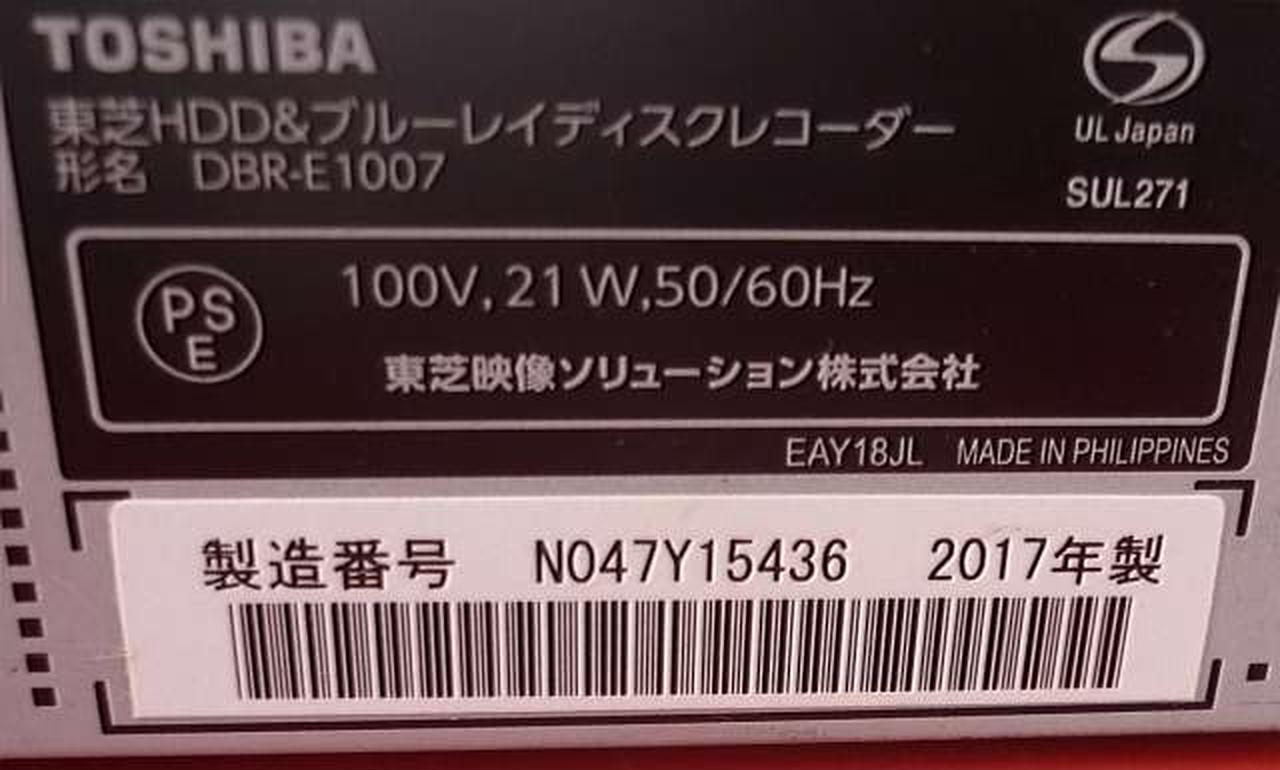 TOSHIBA
東芝HDD&ブルーレイディスクレコーダー
形名 DBR-E1007
UL Japan
SUL271
PS
E
100V, 21 W,50/60Hz
東芝映像ソリューション株式会社
EAY18JL MADE IN PHILIPPINES
製造番号 N047Y15436 2017年製